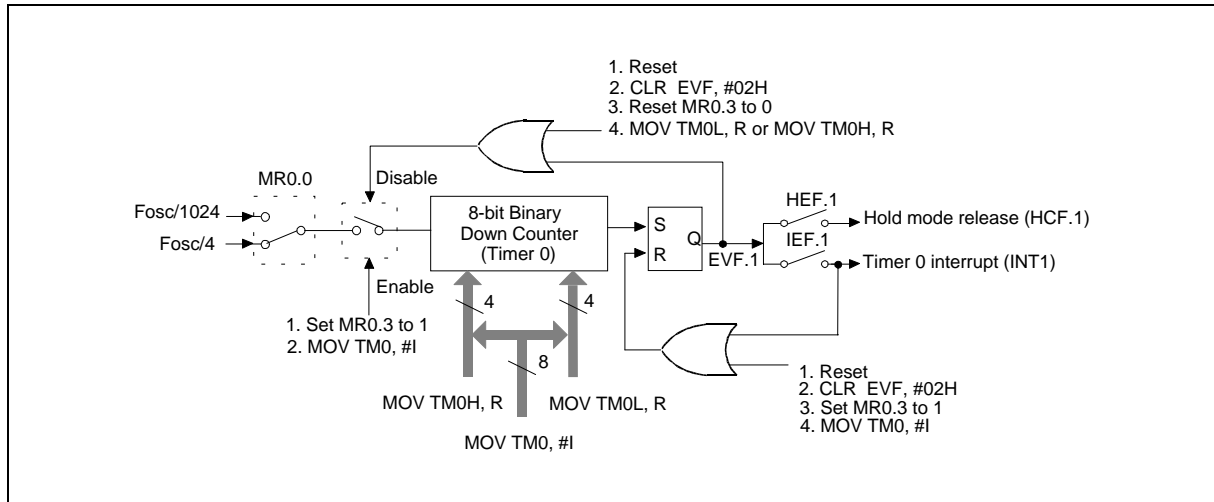 1. Reset
2. CLR EVF, #02H
3. Reset MR0.3 to 0
4. MOV TM0L, R or MOV TM0H, R
MR0.0
Disable
Fosc/1024
Fosc/4
8-bit Binary
Down Counter
(Timer 0)
S
Q
R
EVF.1
HEF.1
Hold mode release (HCF.1)
IEF.1
Timer 0 interrupt (INT1)
Enable
1. Set MR0.3 to 1
2. MOV TM0, #I
4
4
8
MOV TM0H, R
MOV TM0L, R
MOV TM0, #I
1. Reset
2. CLR EVF, #02H
3. Set MR0.3 to 1
4. MOV TM0, #I